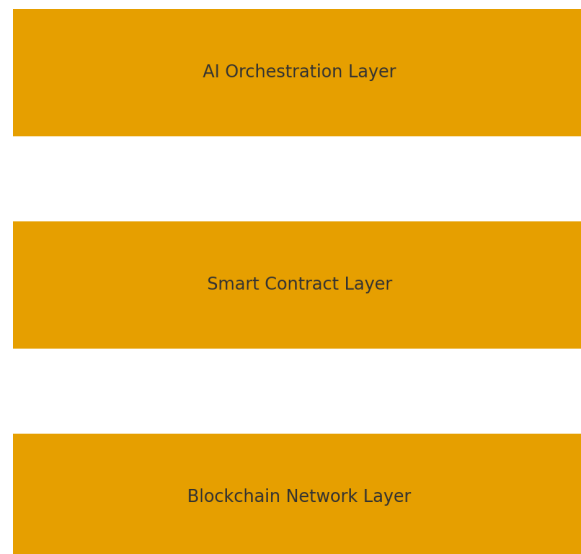 AI Orchestration Layer
Smart Contract Layer
Blockchain Network Layer